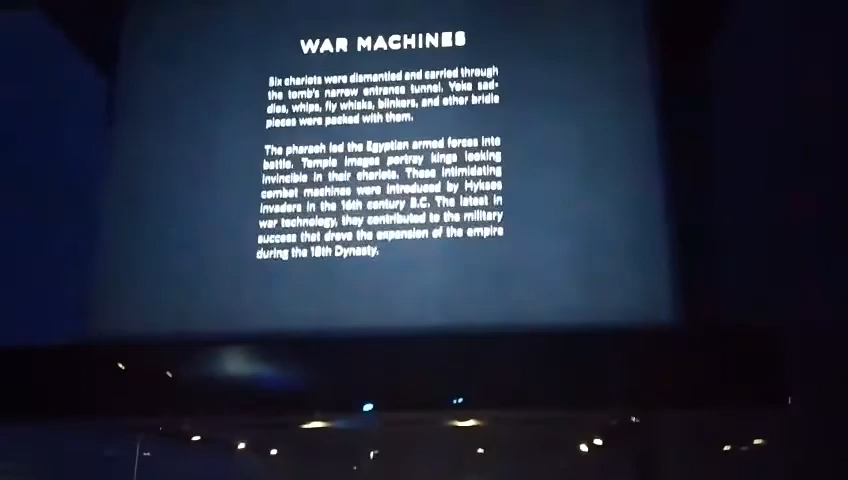 WAR MACHINES
Six chariots were dismantled and carried through
the tomb's narrow entrance tunnel. Yoke sad-
dles, whips, fly whisks, blinkers, and other bridle
pieces were packed with them.
The pharaoh led the Egyptian armed forces into
battle. Temple images portray kings looking
invincible in their chariots. These intimidating
combat machines were introduced by Hyksos
invaders in the 16th century B.C. The latest in
war technology, they contributed to the military
success that drove the expansion of the empire
during the 18th Dynasty.